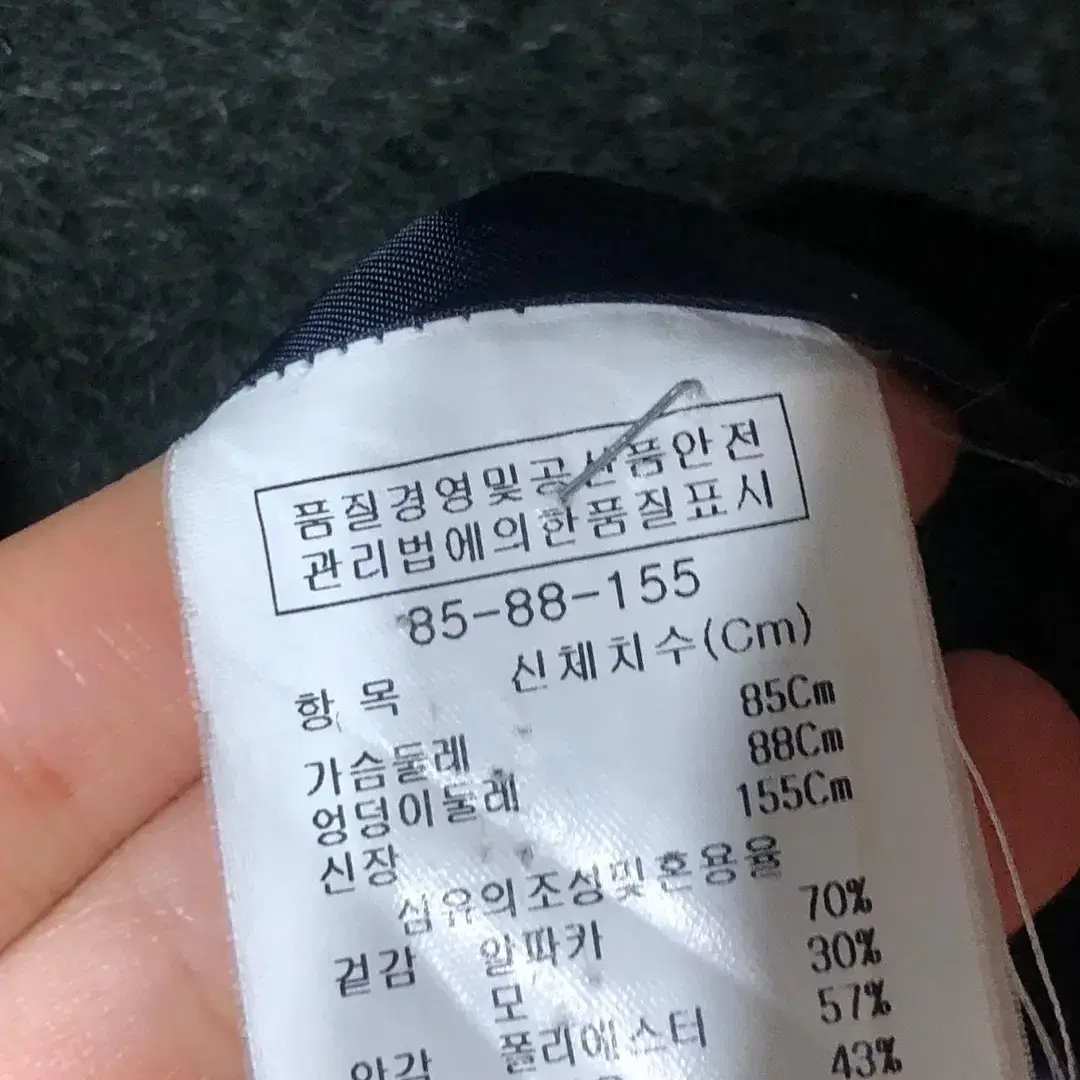 품질경영및공산품안전
관리법에의한품질표시
85-88-155
항 목 신체치수(Cm)
가슴둘레 85Cm
엉덩이둘레 88Cm
신장 155Cm
섬유의조성및혼용율
겉감 알파카 70%
모 30%
안감 폴리에스터 57%
43%